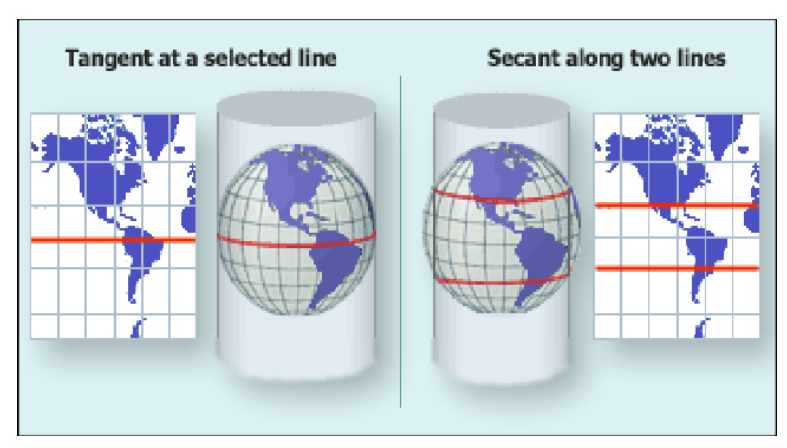 Tangent at a selected line
Secant along two lines